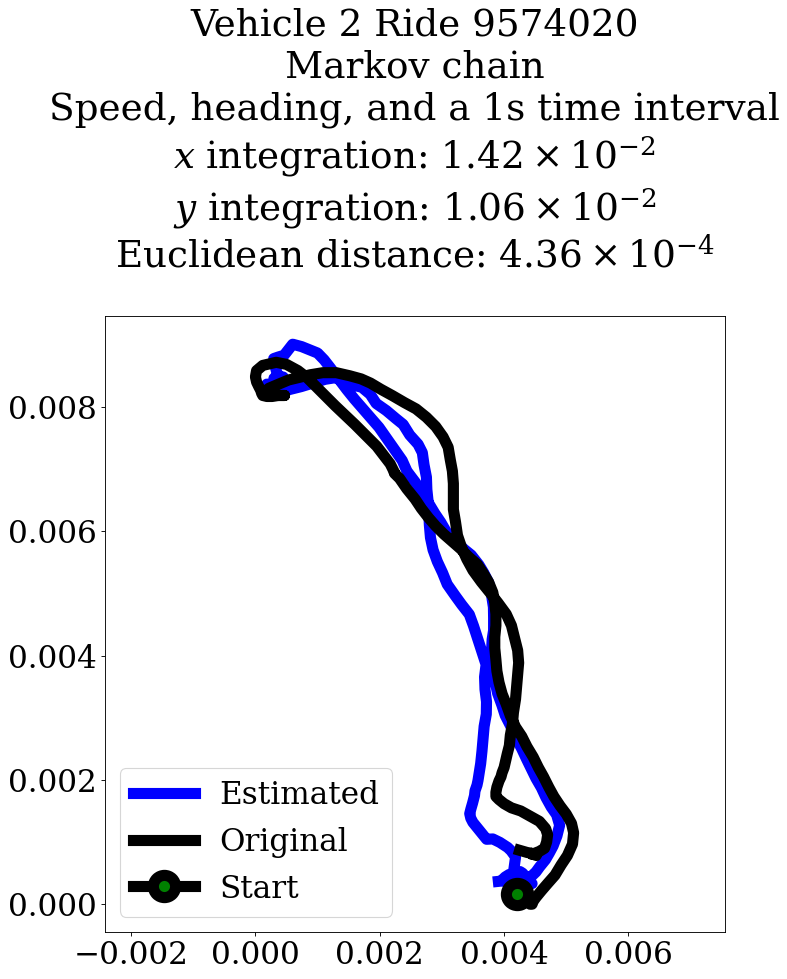 Vehicle 2 Ride 9574020
Markov chain
Speed, heading, and a 1s time interval
x integration: 1.42 × 10⁻²
y integration: 1.06 × 10⁻²
Euclidean distance: 4.36 × 10⁻⁴
0.008
0.006
0.004
0.002
0.000
Estimated
Original
Start
−0.002 0.000 0.002 0.004 0.006